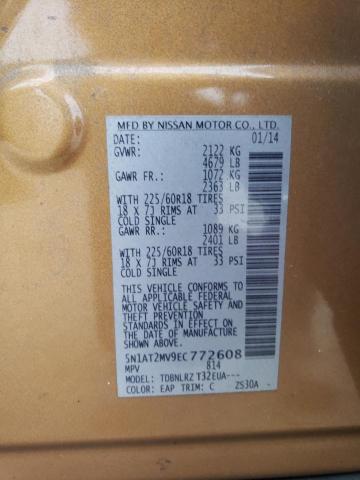 MFD BY NISSAN MOTOR CO., LTD.
DATE: 01/14
GVWR: 2122 KG
4679 LB
GAWR FR.: 1072 KG
2363 LB
WITH 225/60R18 TIRES
18 X 7J RIMS AT 33 PSI
COLD SINGLE
GAWR RR.: 1089 KG
2401 LB
WITH 225/60R18 TIRES
18 X 7J RIMS AT 33 PSI
COLD SINGLE
THIS VEHICLE CONFORMS TO
ALL APPLICABLE FEDERAL
MOTOR VEHICLE SAFETY AND
THEFT PREVENTION
STANDARDS IN EFFECT ON
THE DATE OF MANUFACTURE
SHOWN ABOVE.
5N1AT2MV9EC772608
MPV 814
MODEL: TDBNLRZ T32EUA---
COLOR: EAP TRIM: C ZS30A -